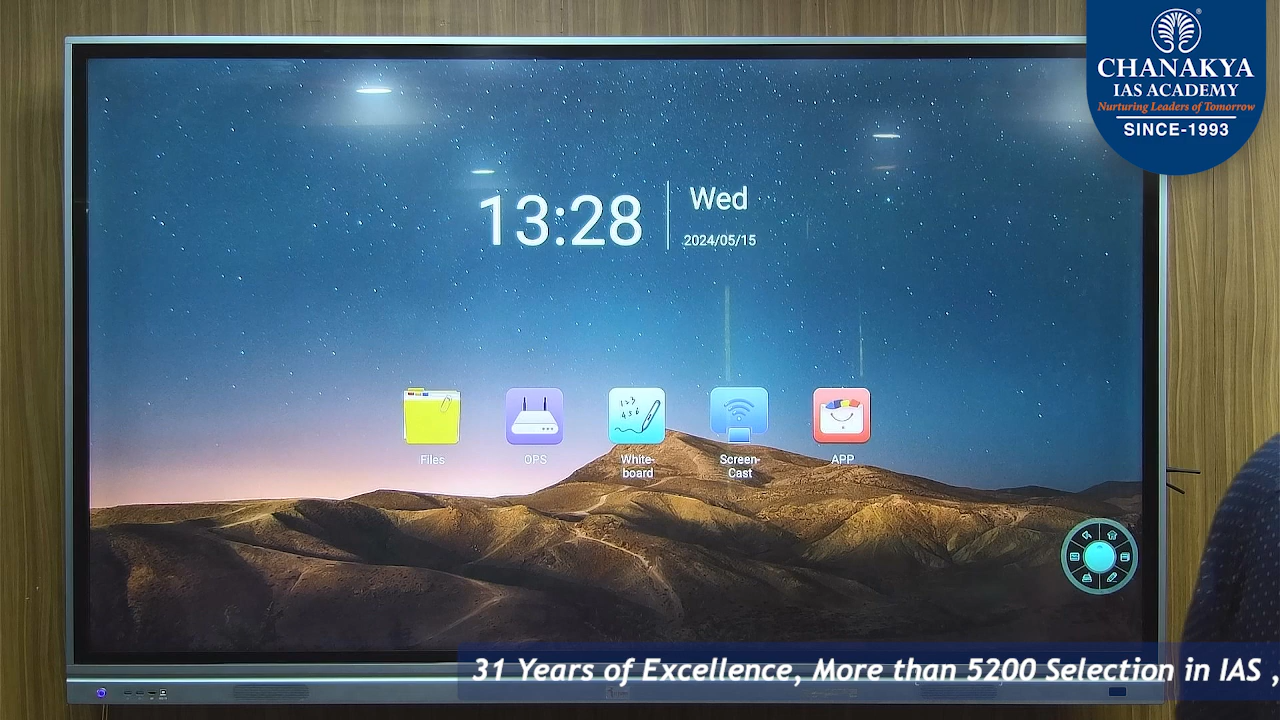 CHANAKYA
IAS ACADEMY
Nurturing Leaders of Tomorrow
SINCE-1993
13:28
Wed
2024/05/15
Files
OPS
White-
board
Screen-
Cast
APP
31 Years of Excellence, More than 5200 Selection in IAS ,